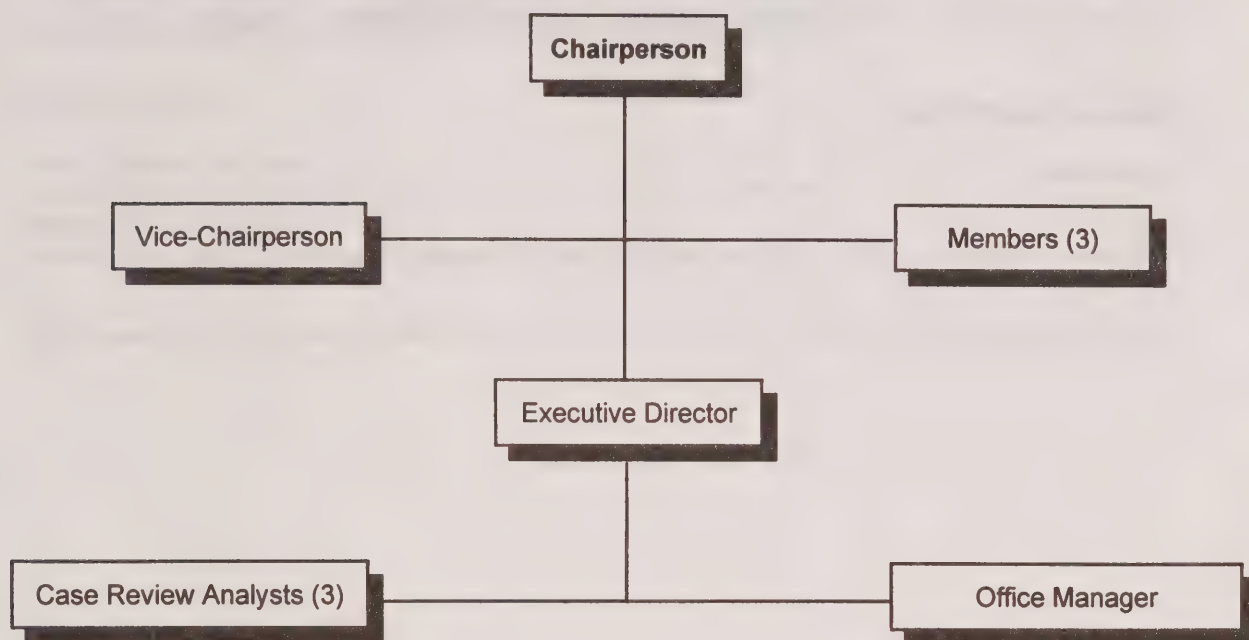 Chairperson
Vice-Chairperson
Members (3)
Executive Director
Case Review Analysts (3)
Office Manager